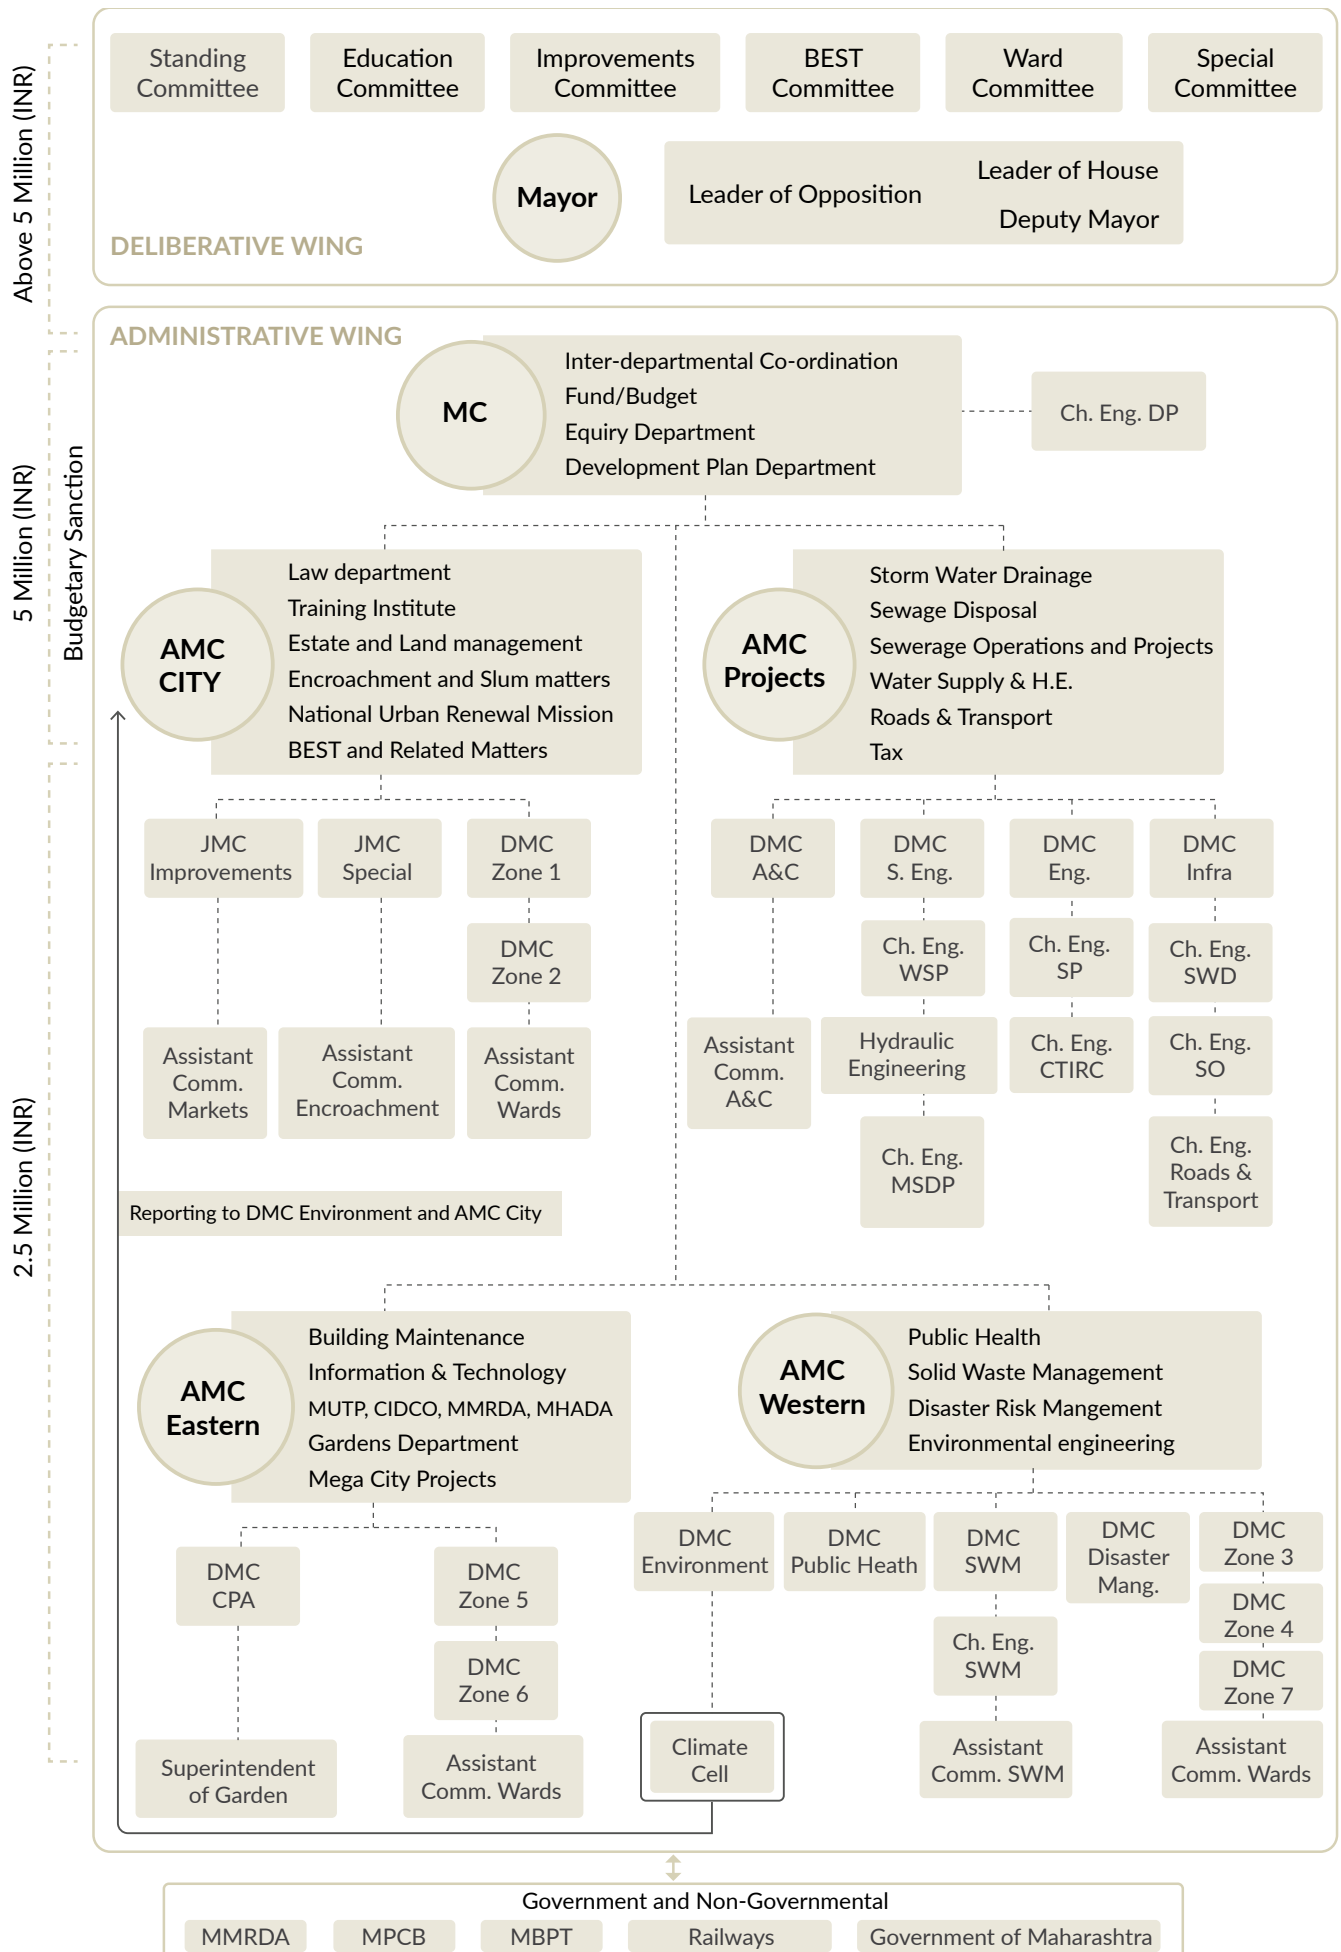 Above 5 Million (INR)
Standing
Committee
Education
Committee
Improvements
Committee
BEST
Committee
Ward
Committee
Special
Committee
Mayor
Leader of Opposition
Leader of House
Deputy Mayor
DELIBERATIVE WING
5 Million (INR)
Budgetary Sanction
ADMINISTRATIVE WING
MC
Inter-departmental Co-ordination
Fund/Budget
Equiry Department
Development Plan Department
Ch. Eng. DP
AMC
CITY
Law department
Training Institute
Estate and Land management
Encroachment and Slum matters
National Urban Renewal Mission
BEST and Related Matters
AMC
Projects
Storm Water Drainage
Sewage Disposal
Sewerage Operations and Projects
Water Supply & H.E.
Roads & Transport
Tax
2.5 Million (INR)
JMC
Improvements
JMC
Special
DMC
Zone 1
DMC
Zone 2
Assistant
Comm.
Markets
Assistant
Comm.
Encroachment
Assistant
Comm.
Wards
DMC
A&C
DMC
S. Eng.
DMC
Eng.
DMC
Infra
Ch. Eng.
WSP
Ch. Eng.
SP
Ch. Eng.
SWD
Assistant
Comm.
A&C
Hydraulic
Engineering
Ch. Eng.
CTIRC
Ch. Eng.
SO
Ch. Eng.
MSDP
Ch. Eng.
Roads &
Transport
Reporting to DMC Environment and AMC City
AMC
Eastern
Building Maintenance
Information & Technology
MUTP, CIDCO, MMRDA, MHADA
Gardens Department
Mega City Projects
AMC
Western
Public Health
Solid Waste Management
Disaster Risk Mangement
Environmental engineering
DMC
CPA
DMC
Zone 5
DMC
Zone 6
Superintendent
of Garden
Assistant
Comm. Wards
DMC
Environment
DMC
Public Heath
DMC
SWM
DMC
Disaster
Mang.
DMC
Zone 3
DMC
Zone 4
DMC
Zone 7
Ch. Eng.
SWM
Climate
Cell
Assistant
Comm. SWM
Assistant
Comm. Wards
Government and Non-Governmental
MMRDA
MPCB
MBPT
Railways
Government of Maharashtra